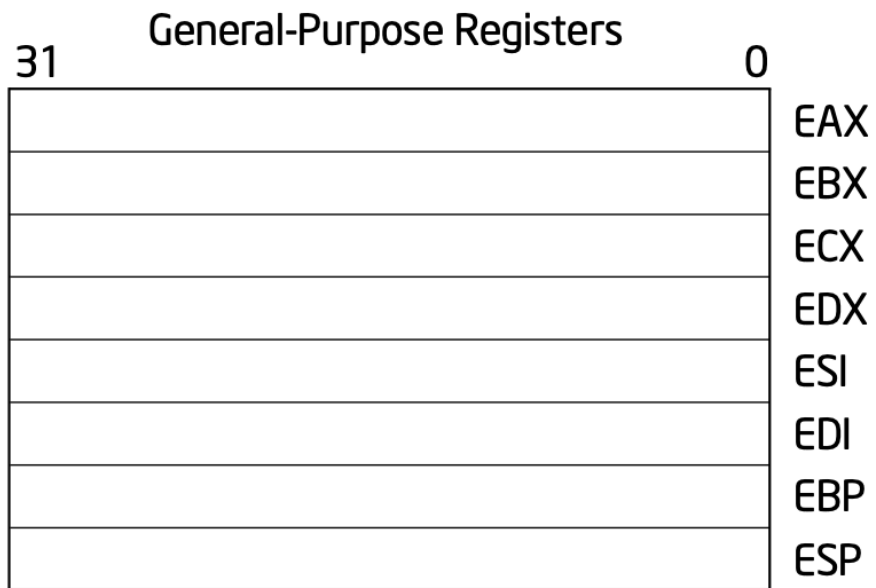 General-Purpose Registers
31 0
EAX
EBX
ECX
EDX
ESI
EDI
EBP
ESP